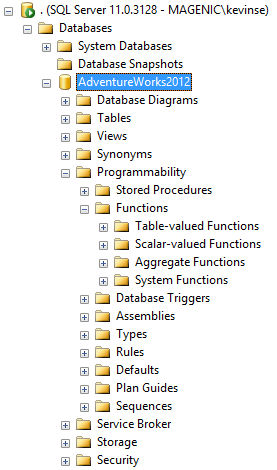 . (SQL Server 11.0.3128 - MAGENIC\kevinse)
Databases
System Databases
Database Snapshots
AdventureWorks2012
Database Diagrams
Tables
Views
Synonyms
Programmability
Stored Procedures
Functions
Table-valued Functions
Scalar-valued Functions
Aggregate Functions
System Functions
Database Triggers
Assemblies
Types
Rules
Defaults
Plan Guides
Sequences
Service Broker
Storage
Security